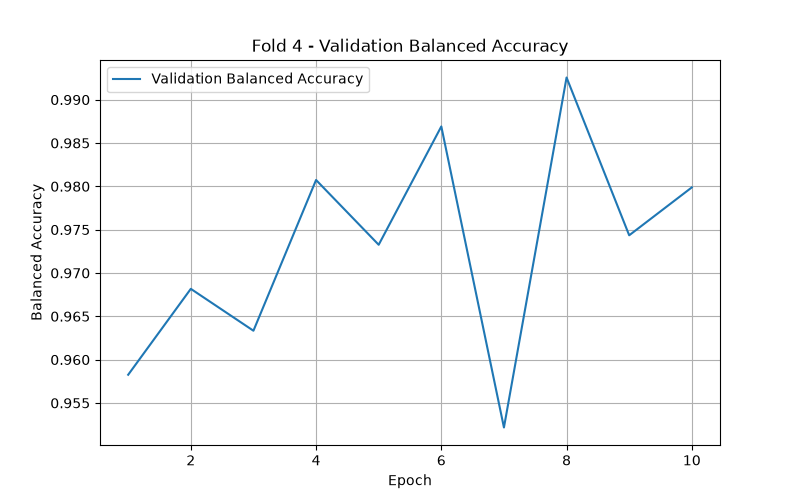 Fold 4 - Validation Balanced Accuracy
Validation Balanced Accuracy
0.990
0.985
0.980
0.975
0.970
0.965
0.960
0.955
Balanced Accuracy
2 4 6 8 10
Epoch